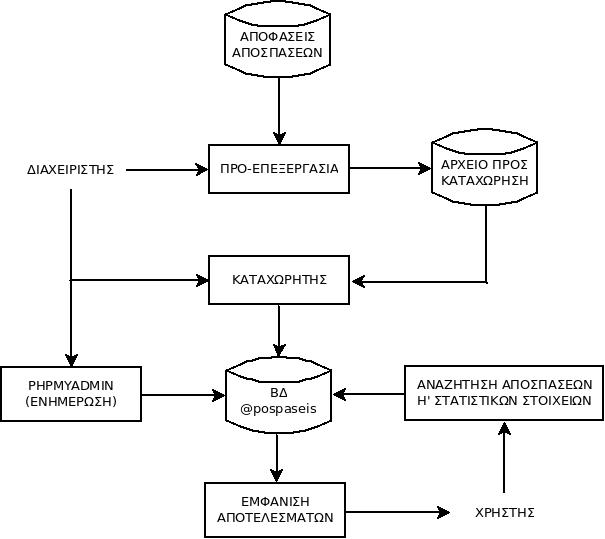 ΑΠΟΦΑΣΕΙΣ
ΑΠΟΣΠΑΣΕΩΝ
ΔΙΑΧΕΙΡΙΣΤΗΣ
ΠΡΟ-ΕΠΕΞΕΡΓΑΣΙΑ
ΑΡΧΕΙΟ ΠΡΟΣ
ΚΑΤΑΧΩΡΗΣΗ
ΚΑΤΑΧΩΡΗΤΗΣ
PHPMYADMIN
(ΕΝΗΜΕΡΩΣΗ)
ΒΔ
@pospaseis
ΑΝΑΖΗΤΗΣΗ ΑΠΟΣΠΑΣΕΩΝ
Η' ΣΤΑΤΙΣΤΙΚΩΝ ΣΤΟΙΧΕΙΩΝ
ΕΜΦΑΝΙΣΗ
ΑΠΟΤΕΛΕΣΜΑΤΩΝ
ΧΡΗΣΤΗΣ